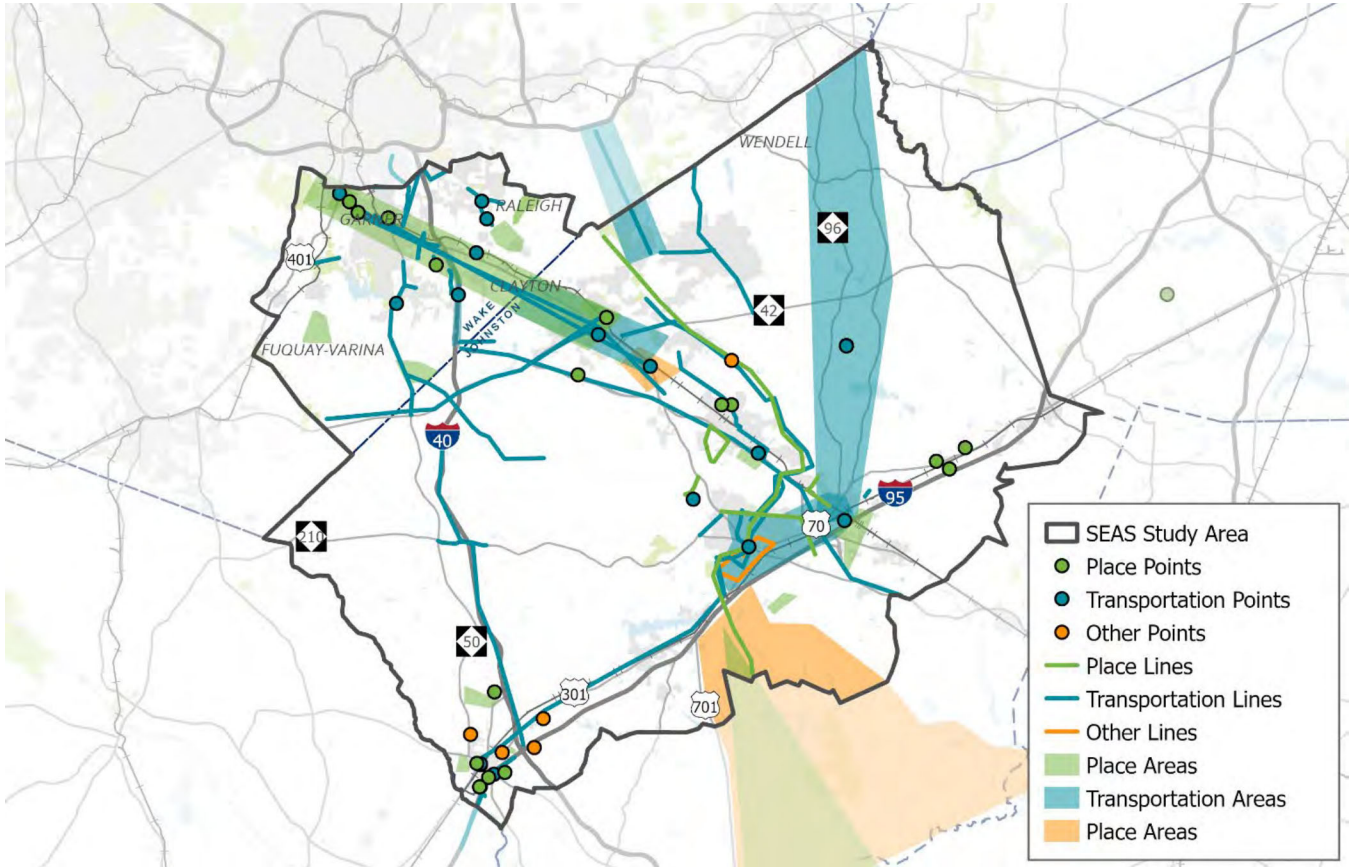 WENDELL
96
RALEIGH
GARNER
401
CLAYTON
42
WAKE
JOHNSTON
FUQUAY-VARINA
40
95
70
210
50
301
701
SEAS Study Area
Place Points
Transportation Points
Other Points
Place Lines
Transportation Lines
Other Lines
Place Areas
Transportation Areas
Place Areas